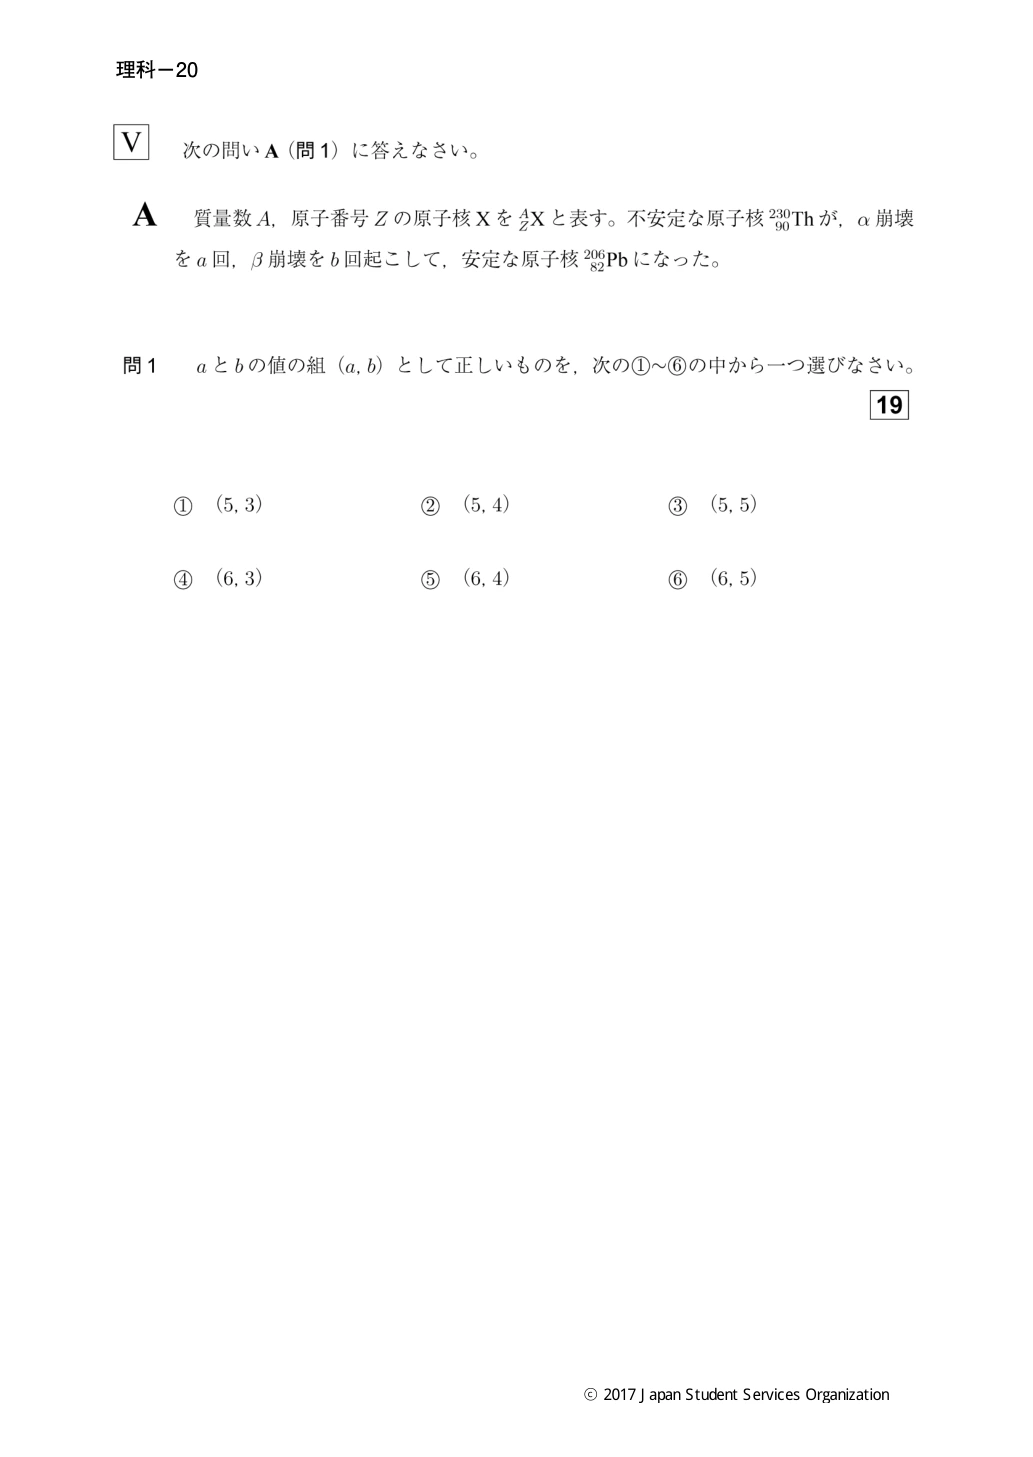 理科－20
V 次の問い A（問1）に答えなさい。
A 質量数 A，原子番号 Z の原子核 X を ᴬ_ZX と表す。不安定な原子核 ²³⁰₉₀Th が，α 崩壊
を a 回，β 崩壊を b 回起こして，安定な原子核 ²⁰⁶₈₂Pb になった。
問1 a と b の値の組（a, b）として正しいものを，次の①～⑥の中から一つ選びなさい。
19
① （5, 3） ② （5, 4） ③ （5, 5）
④ （6, 3） ⑤ （6, 4） ⑥ （6, 5）
© 2017 Japan Student Services Organization